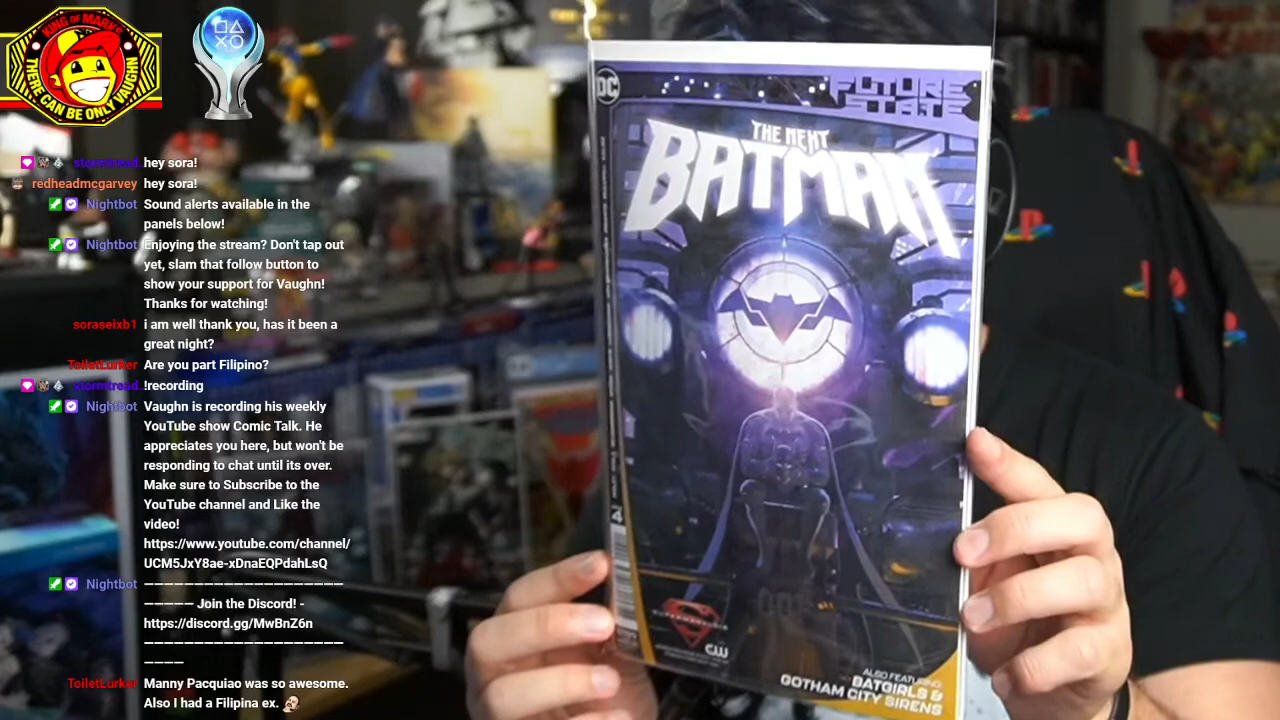 KING OF MARKS
THERE CAN BE ONLY VAUGHN
stormtread hey sora!
redheadmcgarvey hey sora!
Nightbot Sound alerts available in the
panels below!
Nightbot Enjoying the stream? Don't tap out
yet, slam that follow button to
show your support for Vaughn!
Thanks for watching!
soraseixb1 i am well thank you, has it been a
great night?
ToiletLurker Are you part Filipino?
stormtread !recording
Nightbot Vaughn is recording his weekly
YouTube show Comic Talk. He
appreciates you here, but won't be
responding to chat until its over.
Make sure to Subscribe to the
YouTube channel and Like the
video!
https://www.youtube.com/channel/
UCM5JxY8ae-xDnaEQPdahLsQ
Nightbot ———————————————————
————— Join the Discord! -
https://discord.gg/MwBnZ6n
———————————————————
————
ToiletLurker Manny Pacquiao was so awesome.
Also I had a Filipina ex.
DC
FUTURE
STATE
THE NEXT
BATMAN
CW
ALSO FEATURING
BATGIRLS &
GOTHAM CITY SIRENS